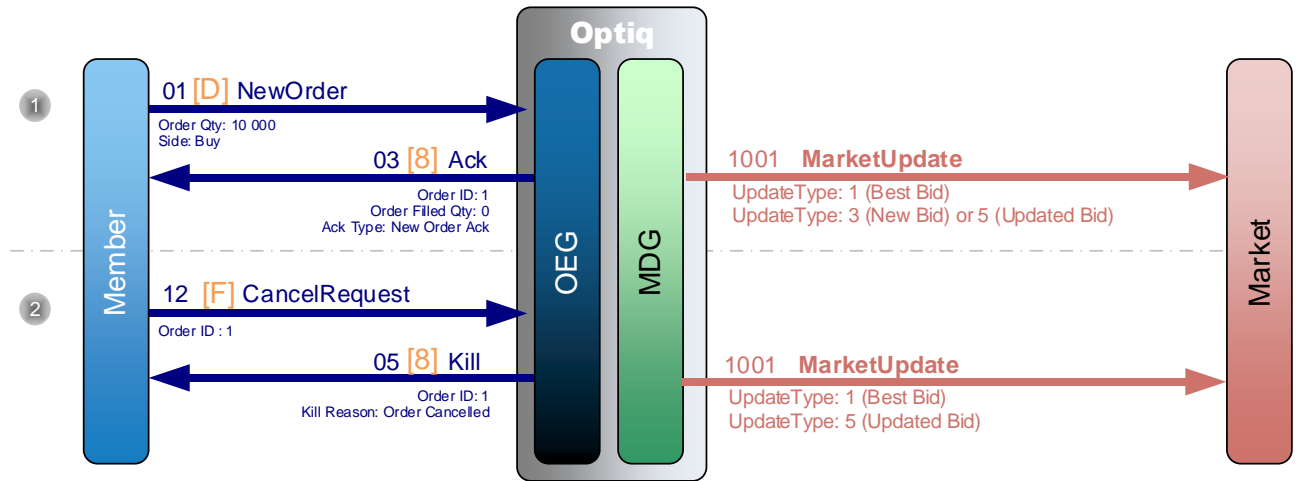 Optiq
1
01 [D] NewOrder
Order Qty: 10 000
Side: Buy
03 [8] Ack
Order ID: 1
Order Filled Qty: 0
Ack Type: New Order Ack
1001 MarketUpdate
UpdateType: 1 (Best Bid)
UpdateType: 3 (New Bid) or 5 (Updated Bid)
Member
OEG
MDG
Market
2
12 [F] CancelRequest
Order ID : 1
05 [8] Kill
Order ID: 1
Kill Reason: Order Cancelled
1001 MarketUpdate
UpdateType: 1 (Best Bid)
UpdateType: 5 (Updated Bid)